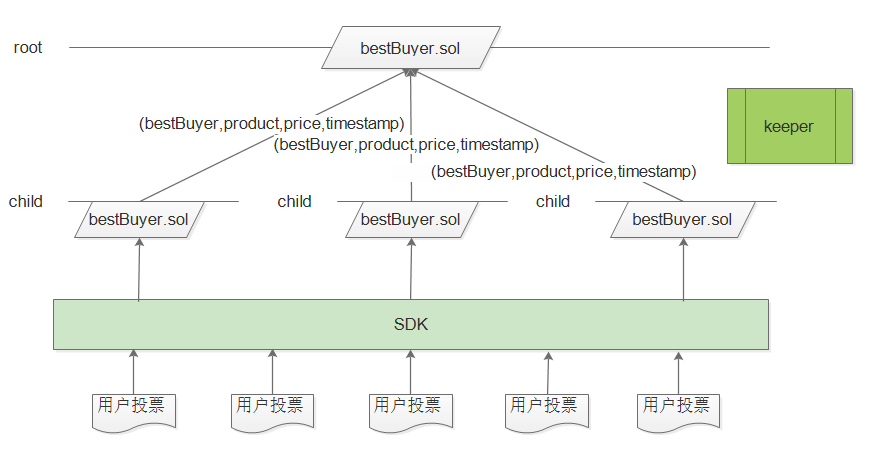 root
bestBuyer.sol
keeper
(bestBuyer,product,price,timestamp)
(bestBuyer,product,price,timestamp)
(bestBuyer,product,price,timestamp)
child
child
child
bestBuyer.sol
bestBuyer.sol
bestBuyer.sol
SDK
用户投票
用户投票
用户投票
用户投票
用户投票